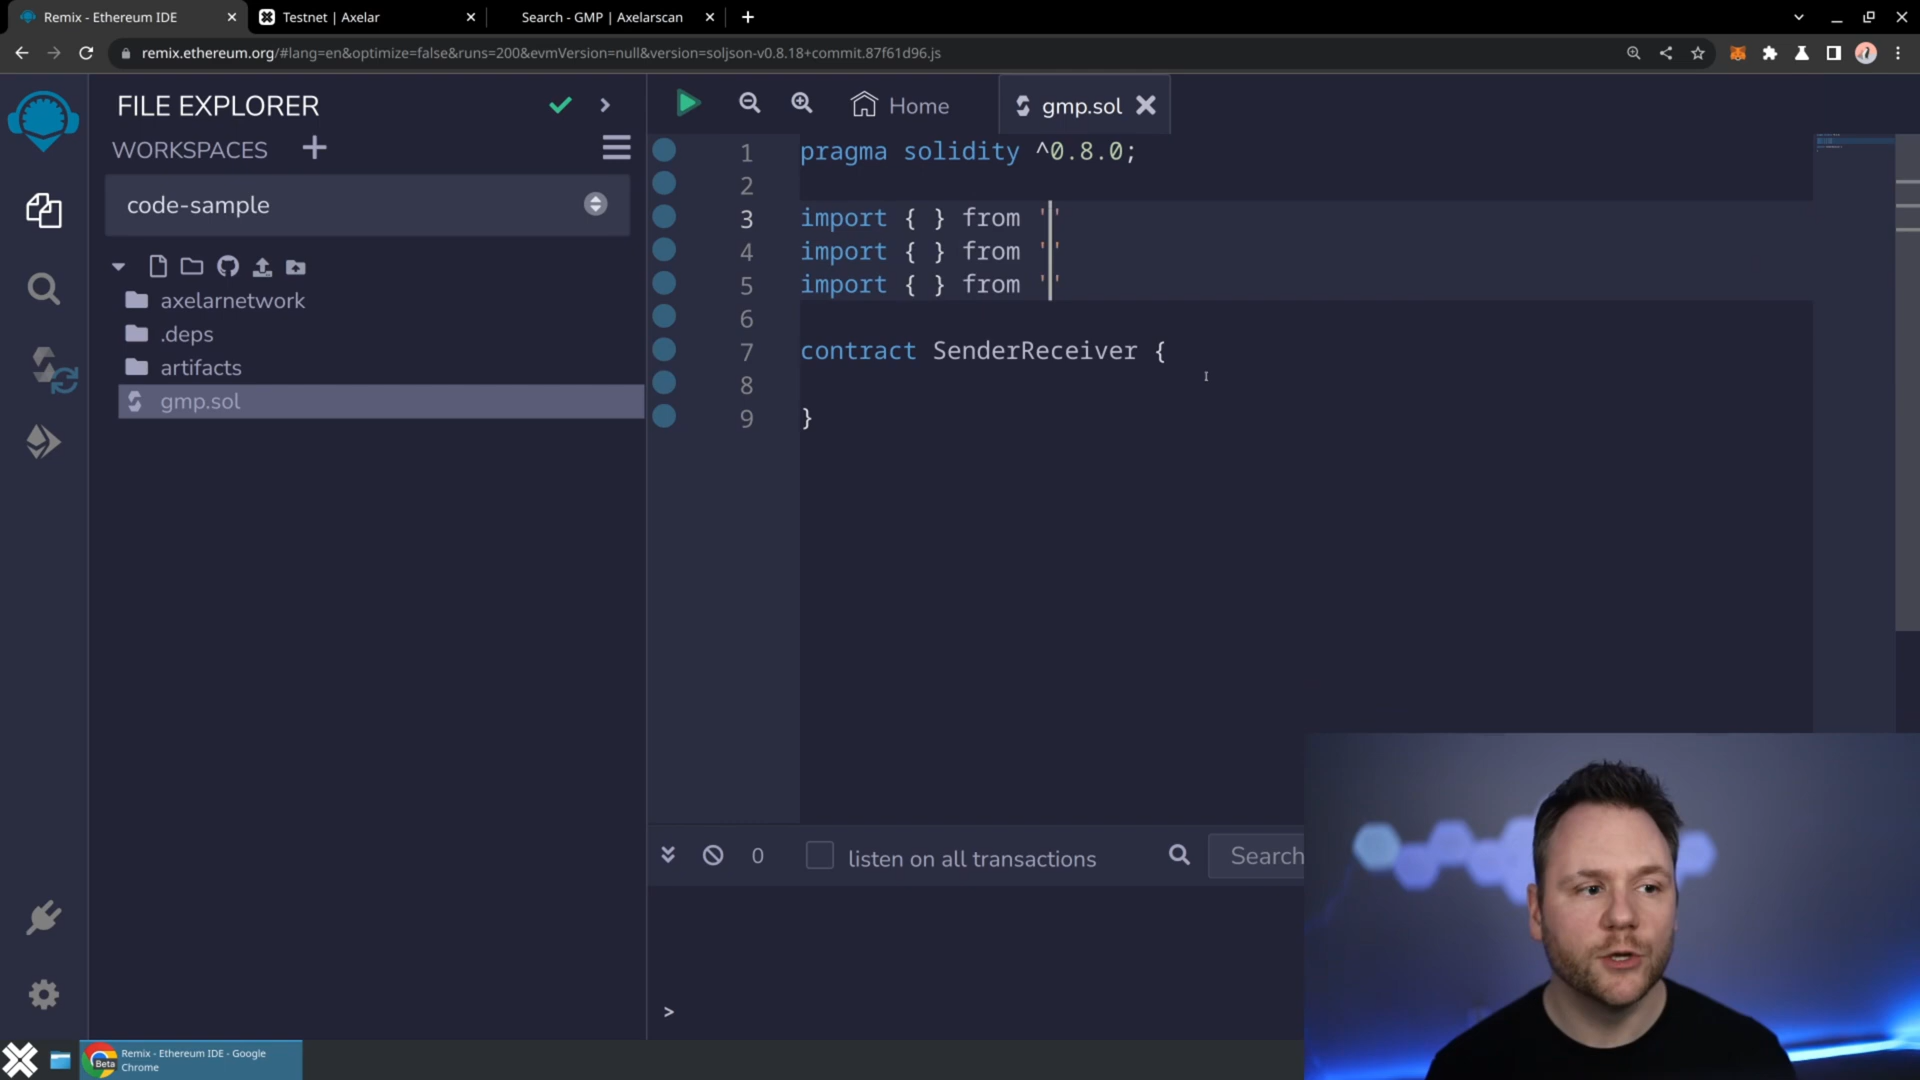 Remix - Ethereum IDE
Testnet | Axelar
Search - GMP | Axelarscan
remix.ethereum.org/#lang=en&optimize=false&runs=200&evmVersion=null&version=soljson-v0.8.18+commit.87f61d96.js
FILE EXPLORER
WORKSPACES
code-sample
axelarnetwork
.deps
artifacts
gmp.sol
Home
gmp.sol
1 pragma solidity ^0.8.0;
2
3 import { } from ''
4 import { } from ''
5 import { } from ''
6
7 contract SenderReceiver {
8
9 }
0
listen on all transactions
Search
>
Beta
Remix - Ethereum IDE - Google
Chrome